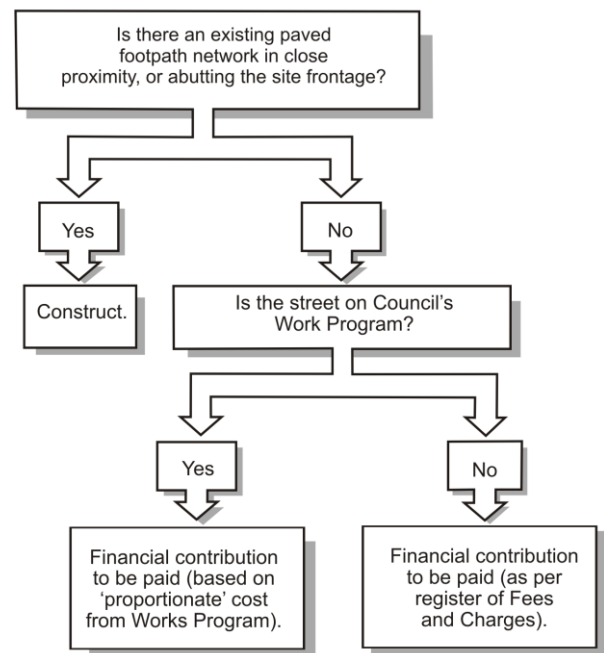 Is there an existing paved
footpath network in close
proximity, or abutting the site frontage?
Yes
No
Construct.
Is the street on Council's
Work Program?
Yes
No
Financial contribution
to be paid (based on
‘proportionate’ cost
from Works Program).
Financial contribution
to be paid (as per
register of Fees
and Charges).